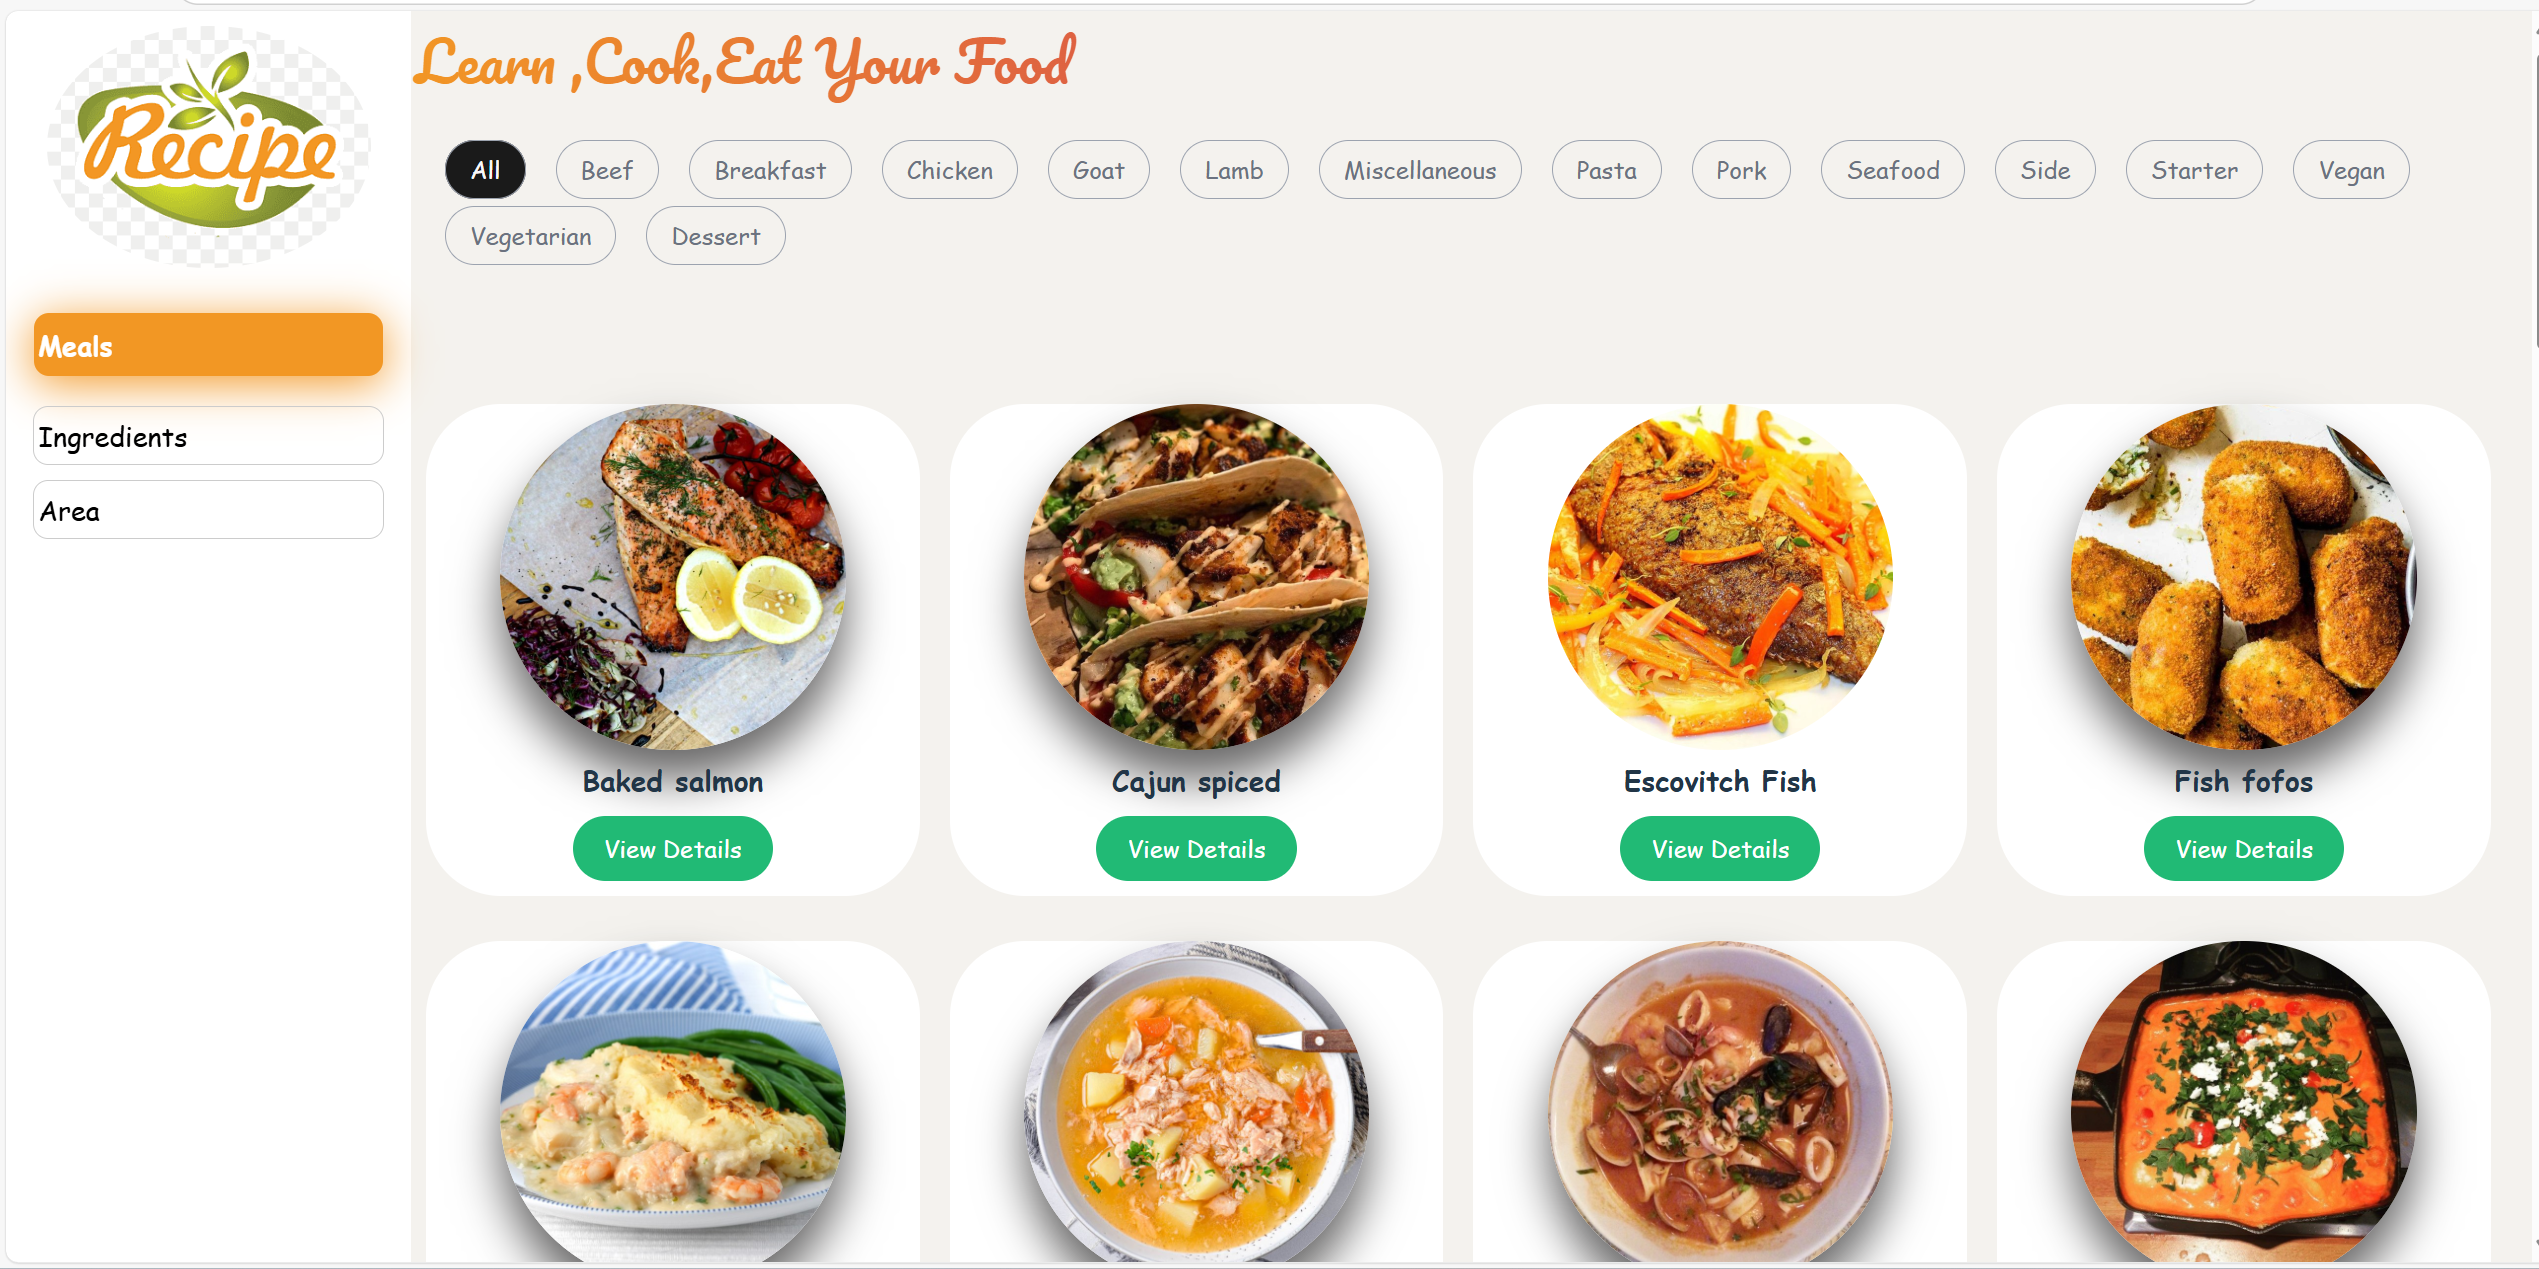 Recipe
Meals
Ingredients
Area
Learn ,Cook,Eat Your Food
All Beef Breakfast Chicken Goat Lamb Miscellaneous Pasta Pork Seafood Side Starter Vegan
Vegetarian Dessert
Baked salmon Cajun spiced Escovitch Fish Fish fofos
View Details View Details View Details View Details